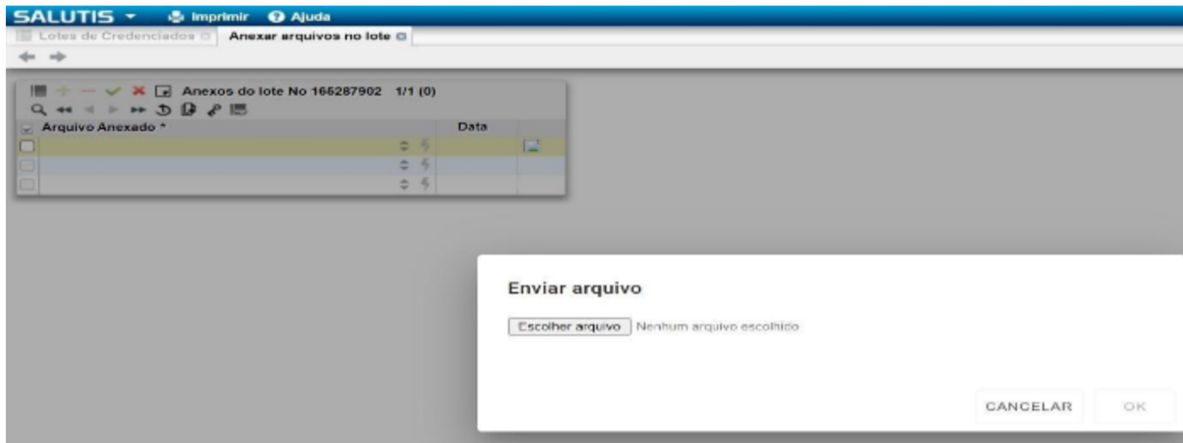 SALUTIS Imprimir Ajuda
Lotes de Credenciados Anexar arquivos no lote
Anexos do lote No 166287902 1/1 (0)
Arquivo Anexado * Data
Enviar arquivo
Escolher arquivo Nenhum arquivo escolhido
CANCELAR OK